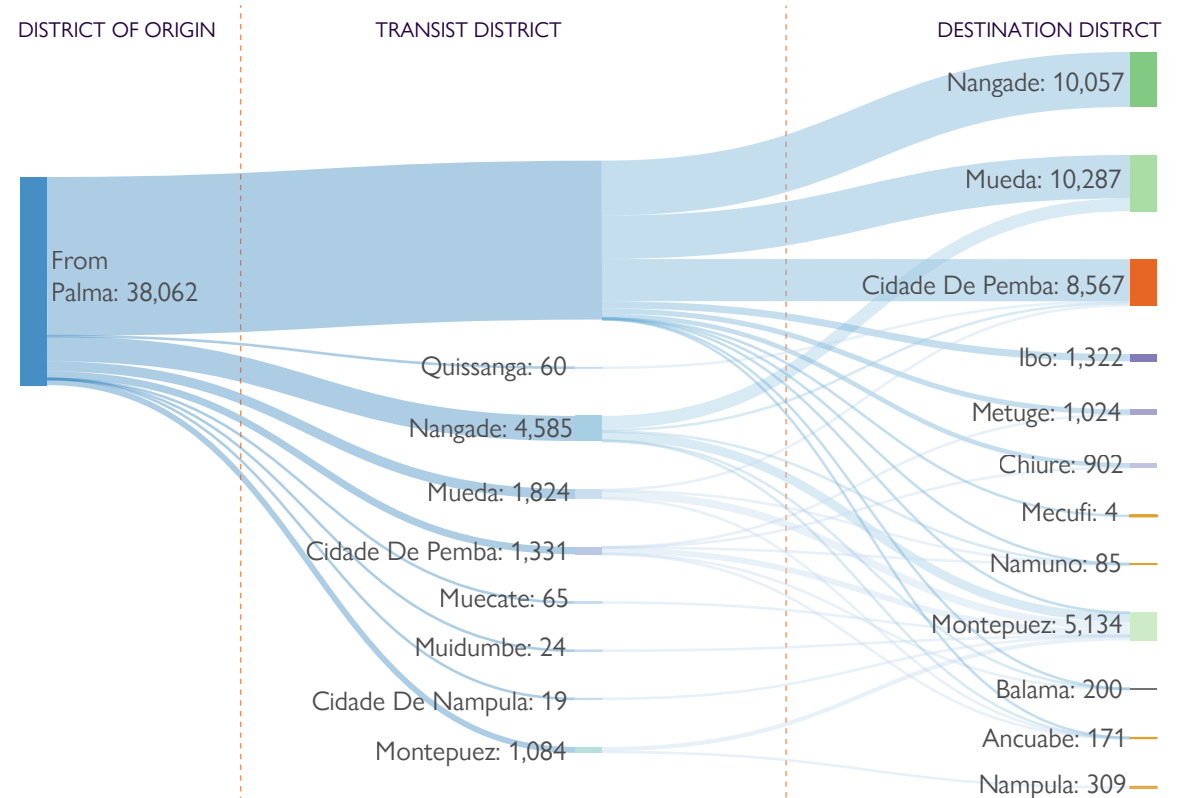 DISTRICT OF ORIGIN
TRANSIST DISTRICT
DESTINATION DISTRCT
From
Palma: 38,062
Quissanga: 60
Nangade: 4,585
Mueda: 1,824
Cidade De Pemba: 1,331
Muecate: 65
Muidumbe: 24
Cidade De Nampula: 19
Montepuez: 1,084
Nangade: 10,057
Mueda: 10,287
Cidade De Pemba: 8,567
Ibo: 1,322
Metuge: 1,024
Chiure: 902
Mecufi: 4
Namuno: 85
Montepuez: 5,134
Balama: 200
Ancuabe: 171
Nampula: 309